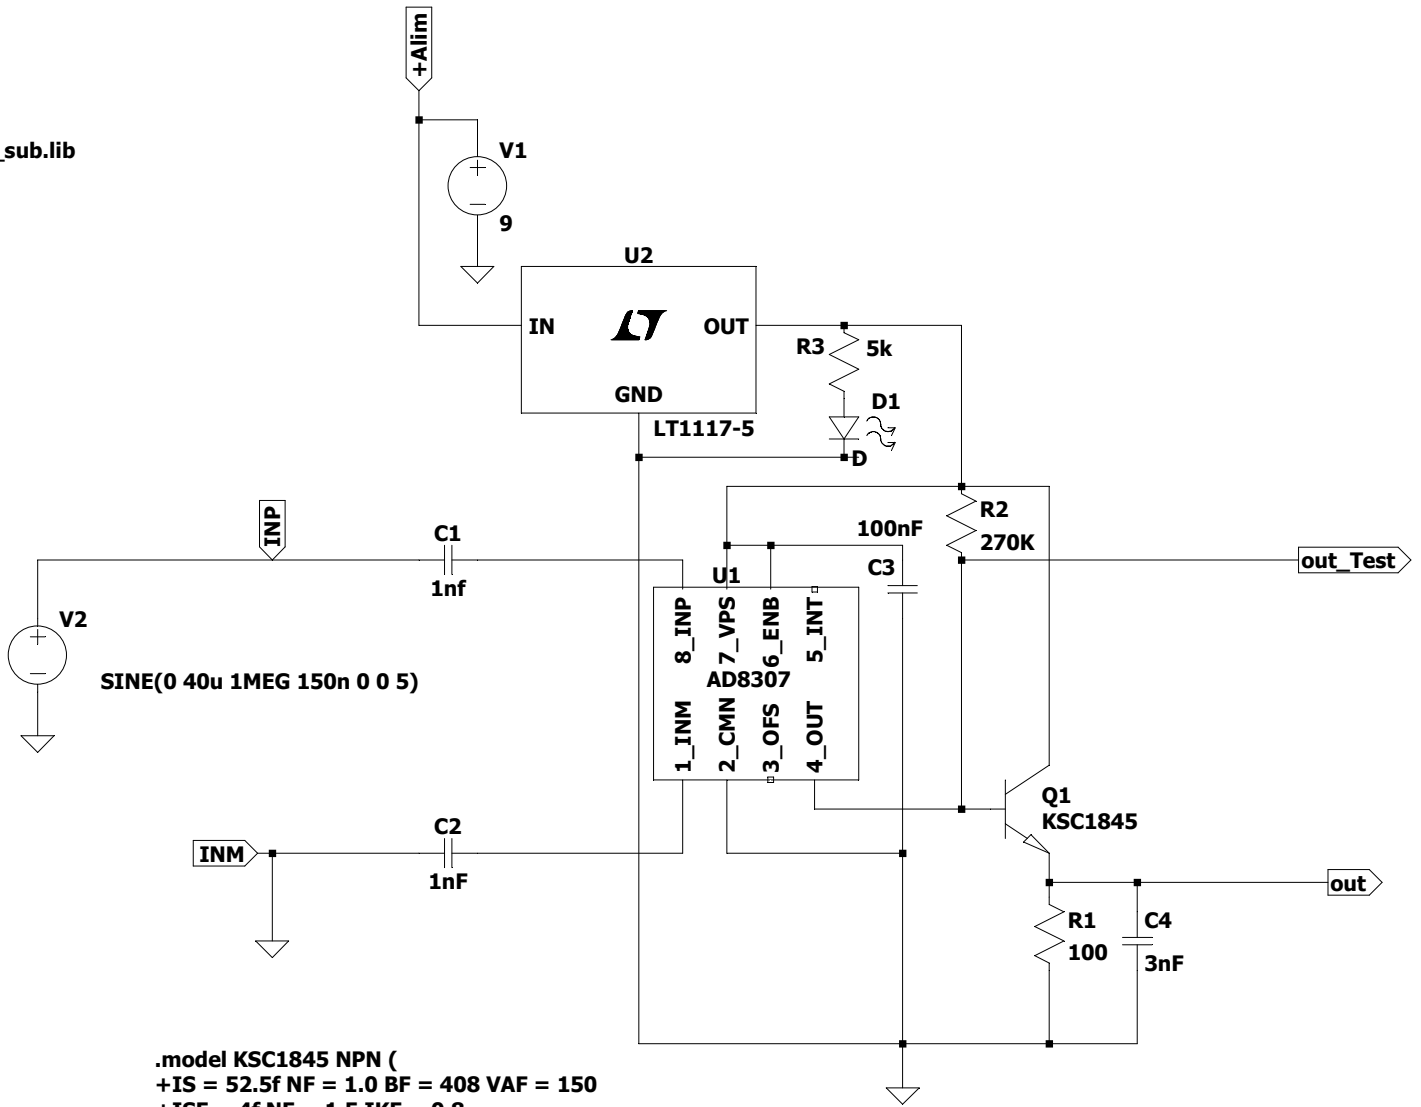 +Alim
_sub.lib
V1
9
U2
IN
OUT
GND
LT1117-5
R3
5k
D1
D
INP
C1
1nf
V2
SINE(0 40u 1MEG 150n 0 0 5)
100nF
C3
R2
270K
out_Test
U1
8_INP
7_VPS
6_ENB
5_INT
AD8307
1_INM
2_CMN
3_OFS
4_OUT
Q1
KSC1845
INM
C2
1nF
out
R1
100
C4
3nF
.model KSC1845 NPN (
+IS = 52.5f NF = 1.0 BF = 408 VAF = 150